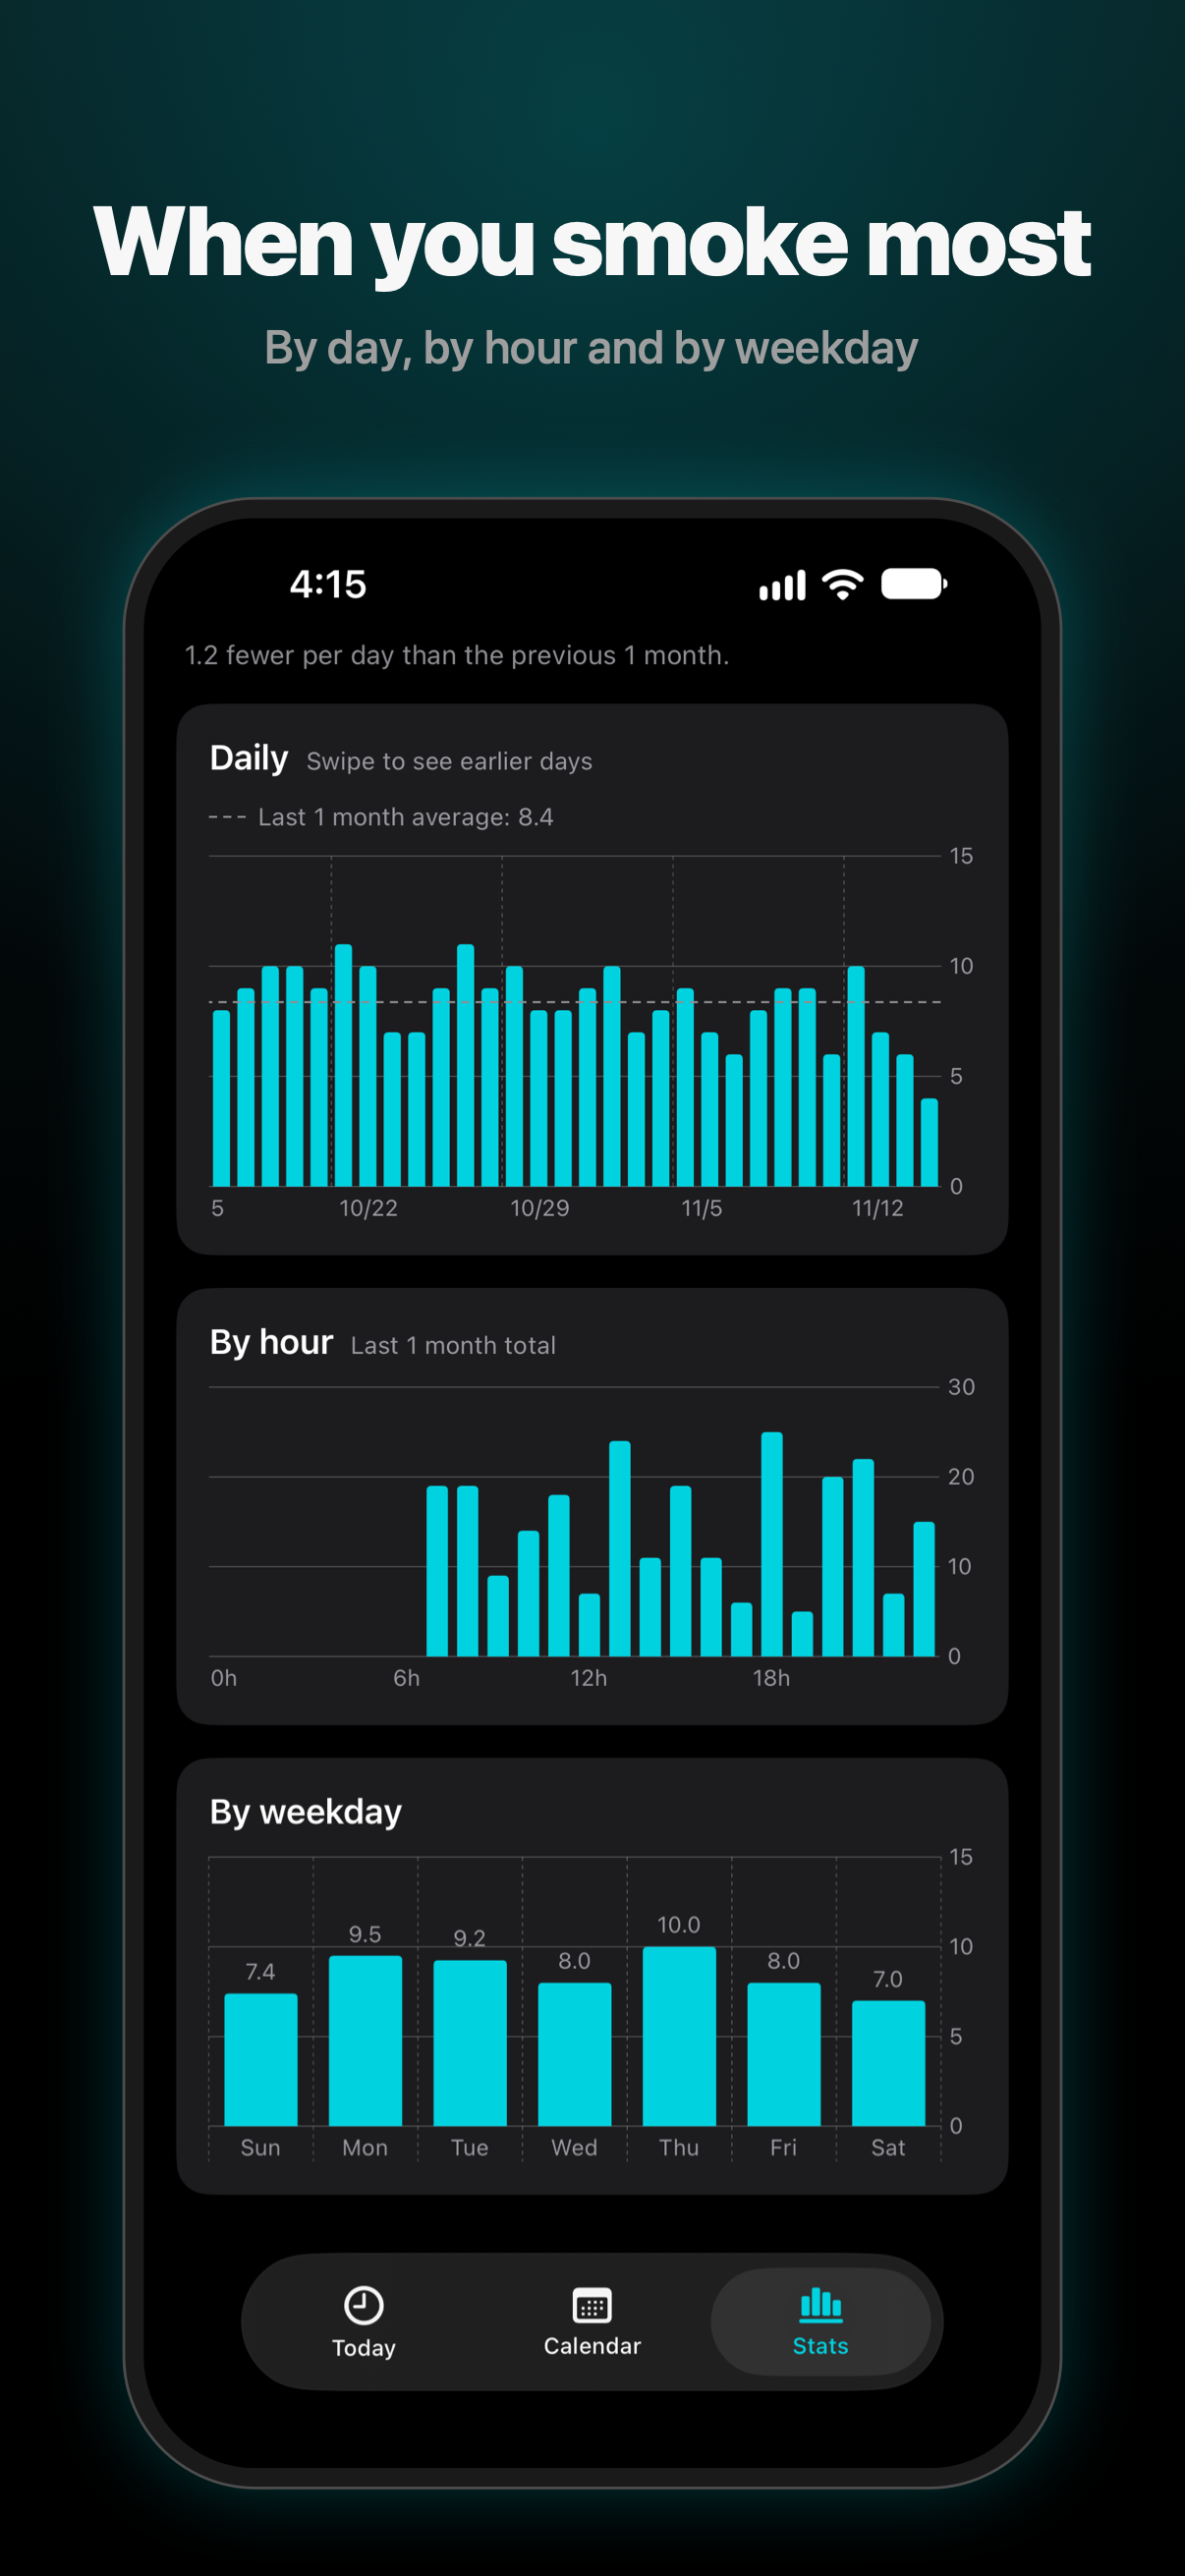 When you smoke most
By day, by hour and by weekday
4:15
1.2 fewer per day than the previous 1 month.
Daily Swipe to see earlier days
--- Last 1 month average: 8.4
15
10
5
0
5 10/22 10/29 11/5 11/12
By hour Last 1 month total
30
20
10
0
0h 6h 12h 18h
By weekday
15
10
5
0
7.4 9.5 9.2 8.0 10.0 8.0 7.0
Sun Mon Tue Wed Thu Fri Sat
Today Calendar Stats